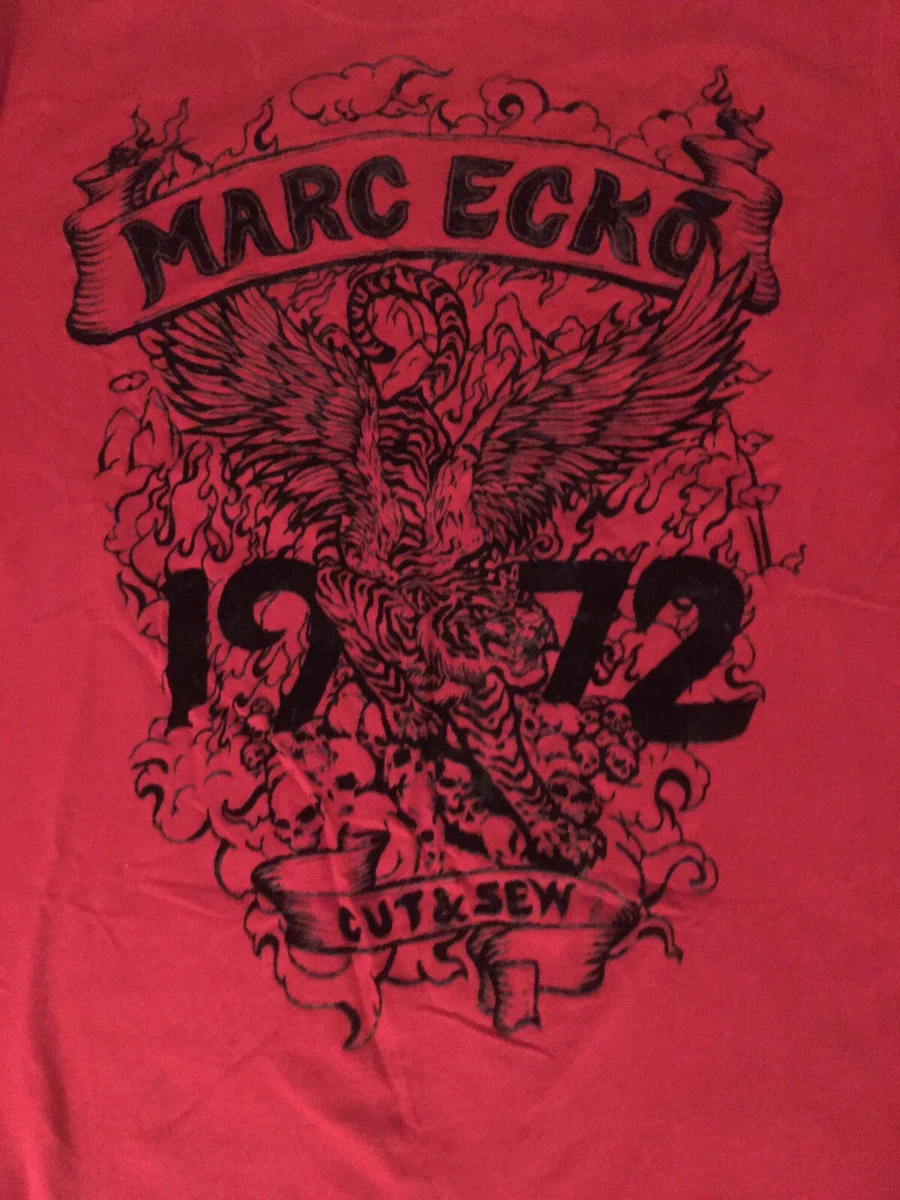 MARC ECKŌ
1972
CUT & SEW